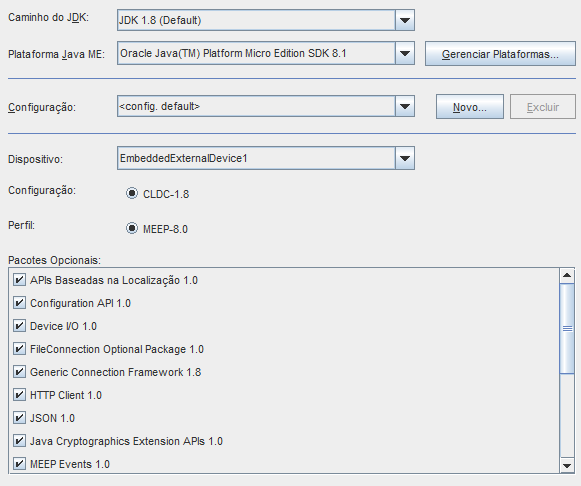 Caminho do JDK: JDK 1.8 (Default)
Plataforma Java ME: Oracle Java(TM) Platform Micro Edition SDK 8.1 Gerenciar Plataformas...
Configuração: <config. default> Novo... Excluir
Dispositivo: EmbeddedExternalDevice1
Configuração: CLDC-1.8
Perfil: MEEP-8.0
Pacotes Opcionais:
APIs Baseadas na Localização 1.0
Configuration API 1.0
Device I/O 1.0
FileConnection Optional Package 1.0
Generic Connection Framework 1.8
HTTP Client 1.0
JSON 1.0
Java Cryptographics Extension APIs 1.0
MEEP Events 1.0